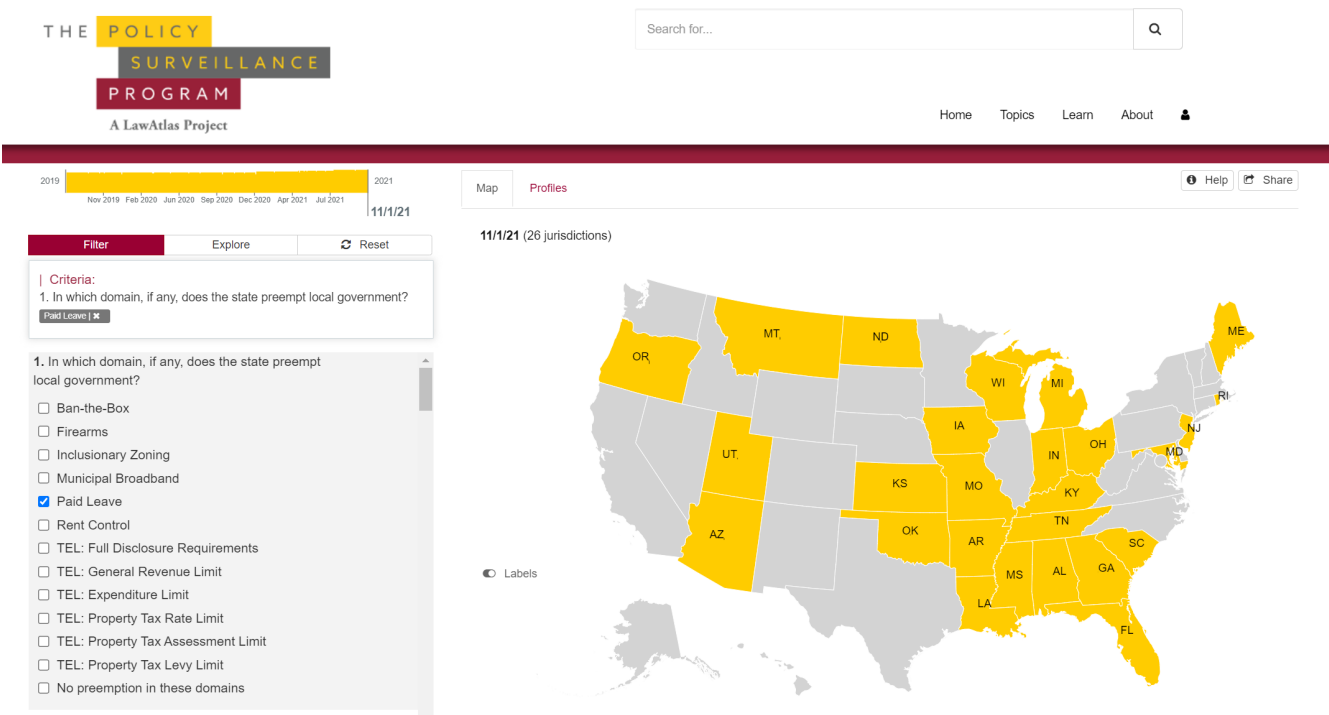 THE POLICY
SURVEILLANCE
PROGRAM
A LawAtlas Project
Search for...
Home Topics Learn About
2019
2021
Nov 2019 Feb 2020 Jun 2020 Sep 2020 Dec 2020 Apr 2021 Jul 2021
11/1/21
Filter Explore Reset
| Criteria:
1. In which domain, if any, does the state preempt local government?
Paid Leave | ✖
1. In which domain, if any, does the state preempt
local government?
Ban-the-Box
Firearms
Inclusionary Zoning
Municipal Broadband
Paid Leave
Rent Control
TEL: Full Disclosure Requirements
TEL: General Revenue Limit
TEL: Expenditure Limit
TEL: Property Tax Rate Limit
TEL: Property Tax Assessment Limit
TEL: Property Tax Levy Limit
No preemption in these domains
Map Profiles
Help Share
11/1/21 (26 jurisdictions)
ME
MT
ND
OR
WI
MI
RI
IA
NJ
OH
MD
UT
IN
KS
MO
KY
TN
OK
AZ
AR
SC
GA
MS
AL
LA
FL
Labels